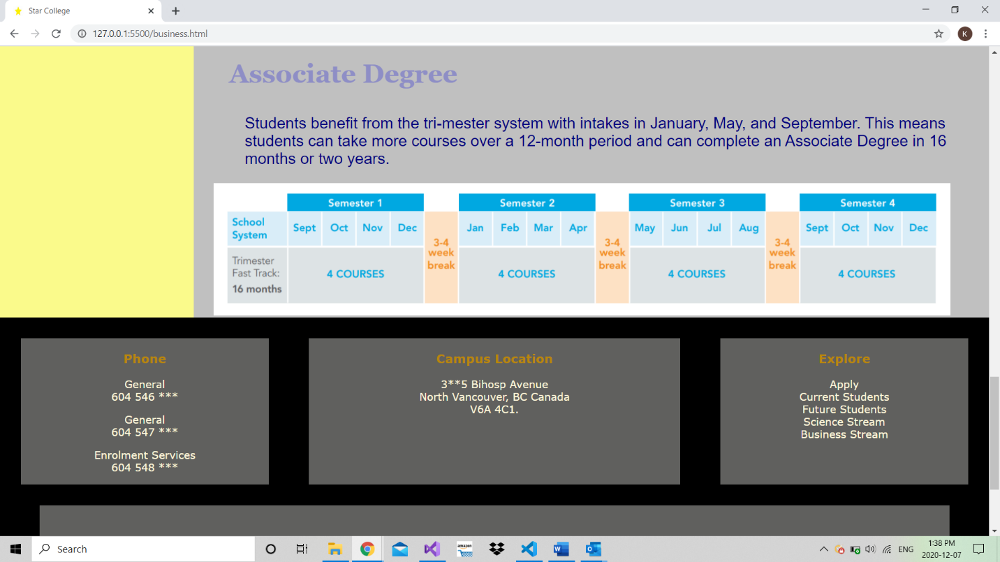 Star College
127.0.0.1:5500/business.html
K
Associate Degree
Students benefit from the tri-mester system with intakes in January, May, and September. This means
students can take more courses over a 12-month period and can complete an Associate Degree in 16
months or two years.
Semester 1 Semester 2 Semester 3 Semester 4
School
System
Sept Oct Nov Dec
3-4
week
break
Jan Feb Mar Apr
3-4
week
break
May Jun Jul Aug
3-4
week
break
Sept Oct Nov Dec
Trimester
Fast Track:
16 months
4 COURSES 4 COURSES 4 COURSES 4 COURSES
Phone
General
604 546 ***
General
604 547 ***
Enrolment Services
604 548 ***
Campus Location
3**5 Bihosp Avenue
North Vancouver, BC Canada
V6A 4C1.
Explore
Apply
Current Students
Future Students
Science Stream
Business Stream
Search
amazon
ENG
1:38 PM
2020-12-07